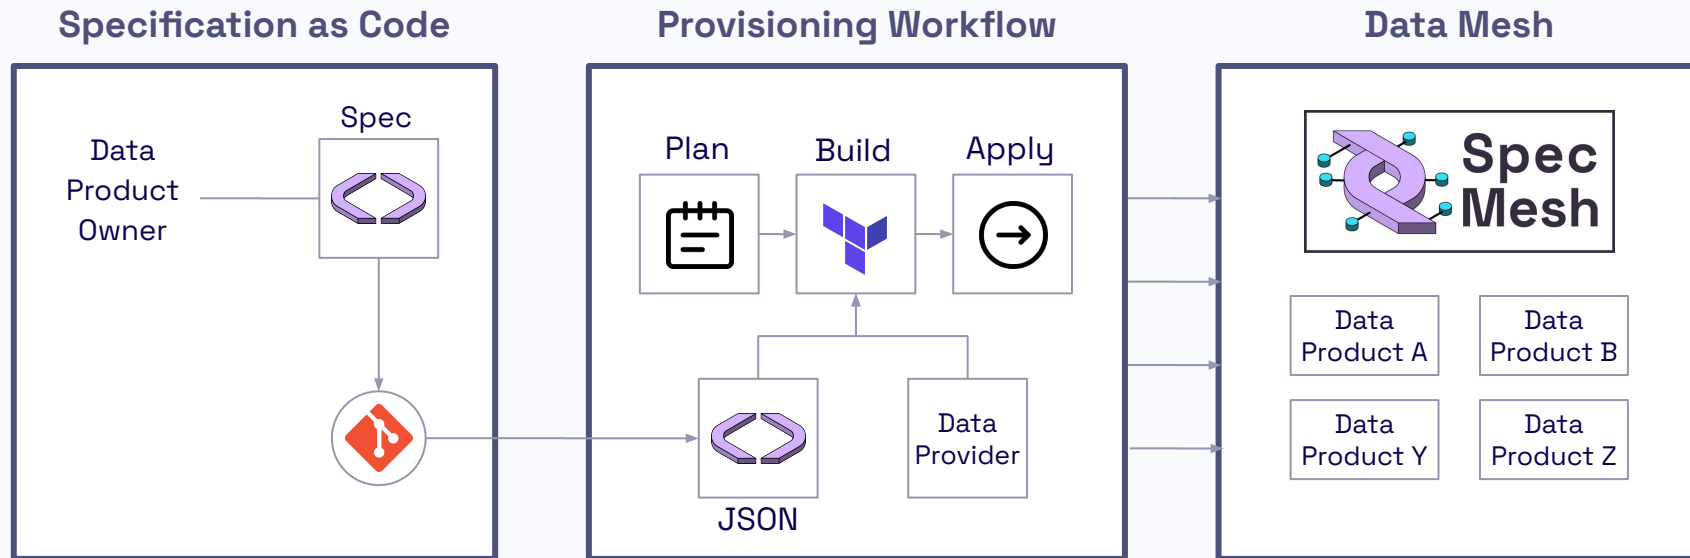 Specification as Code
Provisioning Workflow
Data Mesh
Spec
Data
Product
Owner
Plan
Build
Apply
JSON
Data
Provider
Spec
Mesh
Data
Product A
Data
Product B
Data
Product Y
Data
Product Z